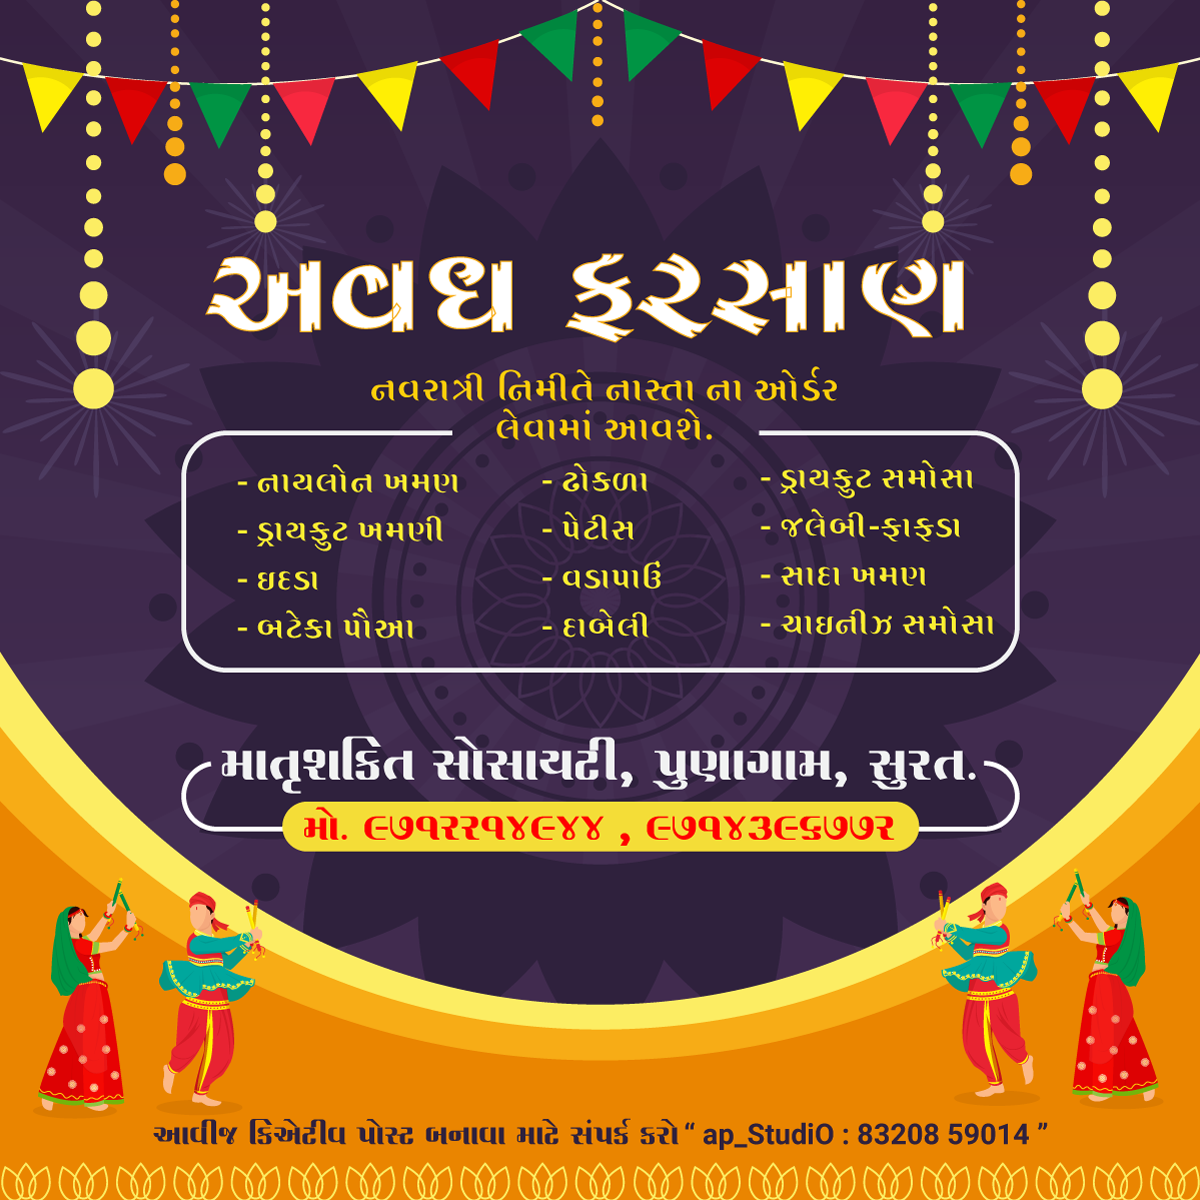 અવધ ફરસાણ
નવરાત્રી નિમીતે નાસ્તા ના ઓર્ડર
લેવામાં આવશે.
- નાયલોન ખમણ
- ડ્રાયફુટ ખમણી
- ઇદડા
- બટેકા પૌઆ
- ઢોકળા
- પેટીસ
- વડાપાઉં
- દાબેલી
- ડ્રાયફુટ સમોસા
- જલેબી-ફાફડા
- સાદા ખમણ
- ચાઇનીઝ સમોસા
માતૃશકિત સોસાયટી, પુણાગામ, સુરત.
મો. ૯૭૧૨૨૧૪૯૪૪ , ૯૭૧૪૩૯૬૭૭૨
આવીજ ક્રિએટીવ પોસ્ટ બનાવા માટે સંપર્ક કરો “ ap_StudiO : 83208 59014 ”